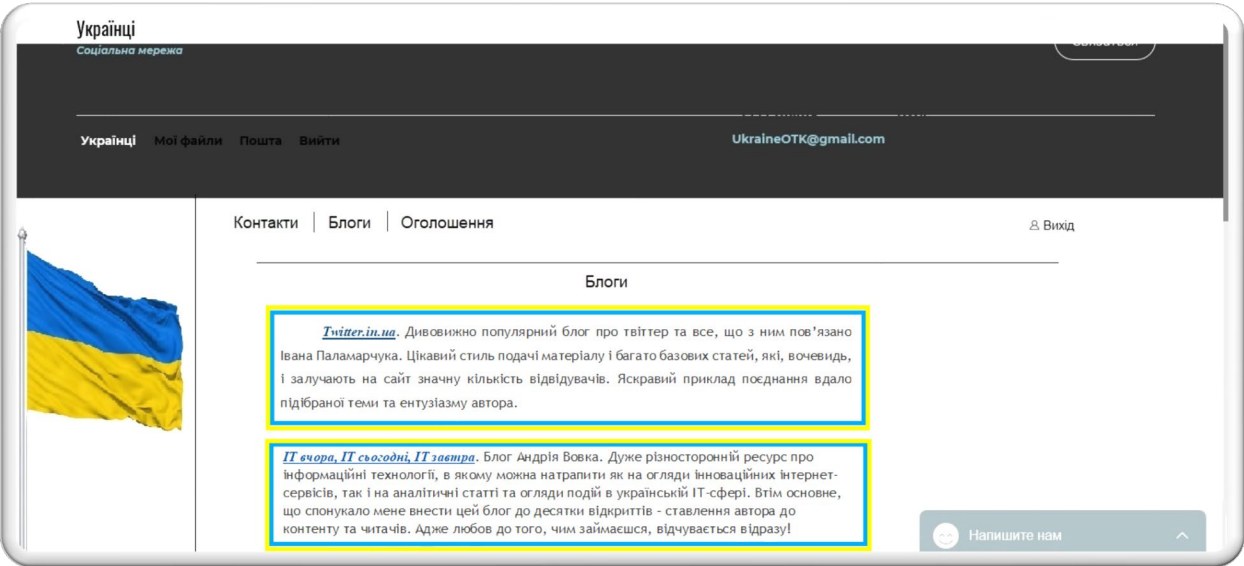 Українці
Соціальна мережа
Українці Мої файли Пошта Вийти
UkraineOTK@gmail.com
Контакти Блоги Оголошення
Вихід
Блоги
Twitter.in.ua. Дивовижно популярний блог про твіттер та все, що з ним пов’язано
Івана Паламарчука. Цікавий стиль подачі матеріалу і багато базових статей, які, вочевидь,
і залучають на сайт значну кількість відвідувачів. Яскравий приклад поєднання вдало
підібраної теми та ентузіазму автора.
IT вчора, IT сьогодні, IT завтра. Блог Андрія Вовка. Дуже різносторонній ресурс про
інформаційні технології, в якому можна натрапити як на огляди інноваційних інтернет-
сервісів, так і на аналітичні статті та огляди подій в українській IT-сфері. Втім основне,
що спонукало мене внести цей блог до десятки відкриттів – ставлення автора до
контенту та читачів. Адже любов до того, чим займаєшся, відчувається відразу!
Напишите нам